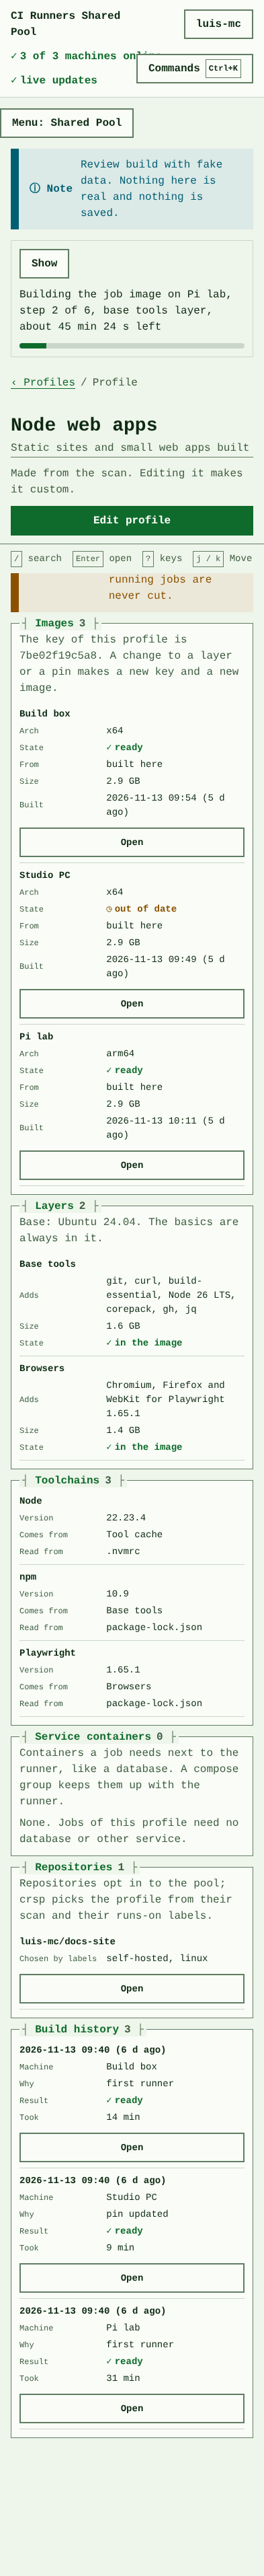 CI Runners Shared
Pool
luis-mc
✓ 3 of 3 machines
✓ live updates
Commands Ctrl+K
Menu: Shared Pool
ⓘ Note
Review build with fake
data. Nothing here is
real and nothing is
saved.
Show
Building the job image on Pi lab,
step 2 of 6, base tools layer,
about 45 min 24 s left
‹ Profiles / Profile
Node web apps
Static sites and small web apps built
Made from the scan. Editing it makes
it custom.
Edit profile
/ search Enter open ? keys j / k Move
running jobs are
never cut.
Images 3
The key of this profile is
7be02f19c5a8. A change to a layer
or a pin makes a new key and a new
image.
Build box
Arch x64
State ✓ ready
From built here
Size 2.9 GB
Built 2026-11-13 09:54 (5 d
ago)
Open
Studio PC
Arch x64
State ◷ out of date
From built here
Size 2.9 GB
Built 2026-11-13 09:49 (5 d
ago)
Open
Pi lab
Arch arm64
State ✓ ready
From built here
Size 2.9 GB
Built 2026-11-13 10:11 (5 d
ago)
Open
Layers 2
Base: Ubuntu 24.04. The basics are
always in it.
Base tools
Adds git, curl, build-
essential, Node 26 LTS,
corepack, gh, jq
Size 1.6 GB
State ✓ in the image
Browsers
Adds Chromium, Firefox and
WebKit for Playwright
1.65.1
Size 1.4 GB
State ✓ in the image
Toolchains 3
Node
Version 22.23.4
Comes from Tool cache
Read from .nvmrc
npm
Version 10.9
Comes from Base tools
Read from package-lock.json
Playwright
Version 1.65.1
Comes from Browsers
Read from package-lock.json
Service containers 0
Containers a job needs next to the
runner, like a database. A compose
group keeps them up with the
runner.
None. Jobs of this profile need no
database or other service.
Repositories 1
Repositories opt in to the pool;
crsp picks the profile from their
scan and their runs-on labels.
luis-mc/docs-site
Chosen by labels self-hosted, linux
Open
Build history 3
2026-11-13 09:40 (6 d ago)
Machine Build box
Why first runner
Result ✓ ready
Took 14 min
Open
2026-11-13 09:40 (6 d ago)
Machine Studio PC
Why pin updated
Result ✓ ready
Took 9 min
Open
2026-11-13 09:40 (6 d ago)
Machine Pi lab
Why first runner
Result ✓ ready
Took 31 min
Open